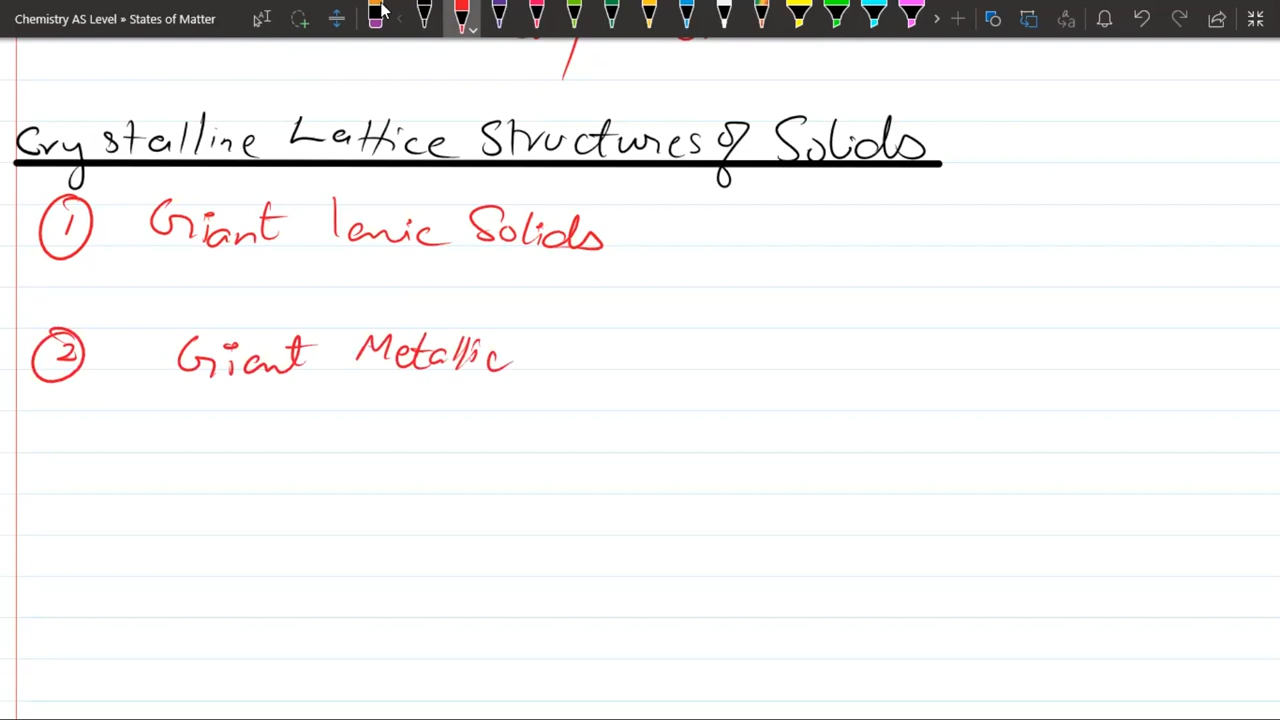 Chemistry AS Level » States of Matter
Crystalline Lattice Structures of Solids
1 Giant Ionic Solids
2 Giant Metallic